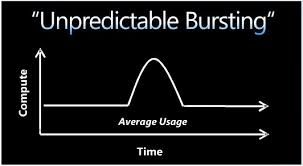 “Unpredictable Bursting“
Compute
Average Usage
Time